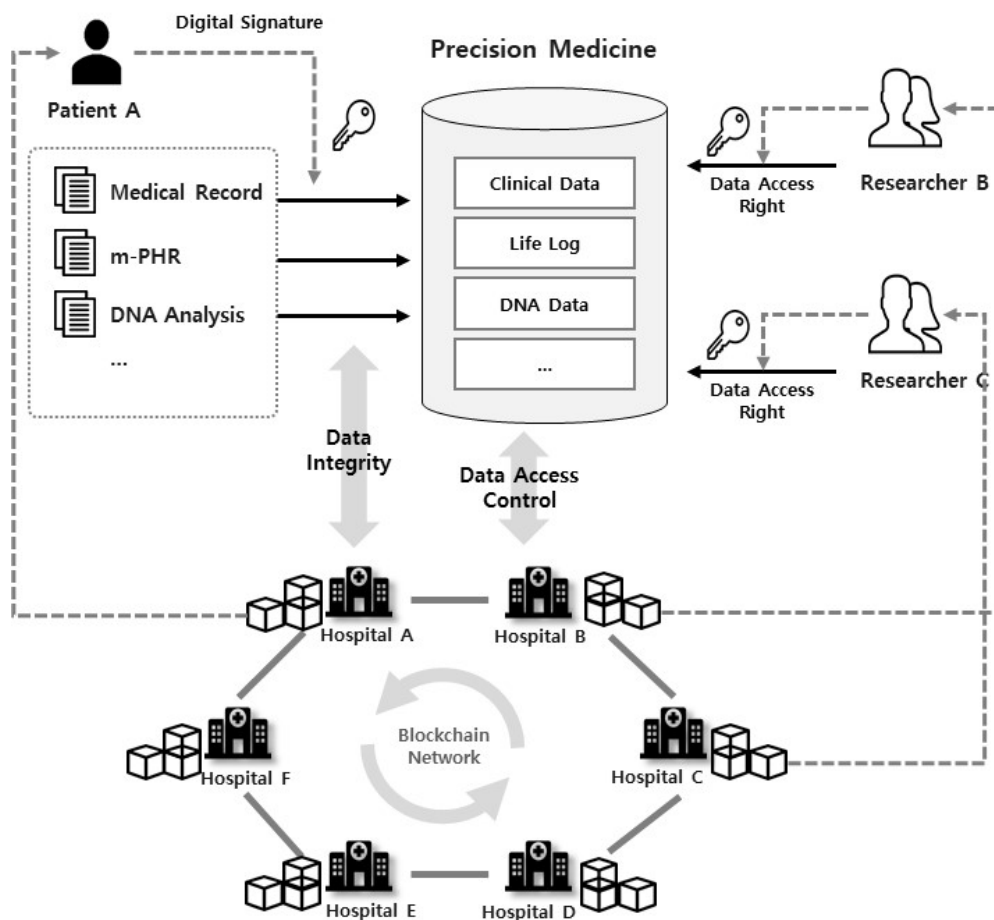 Digital Signature
Precision Medicine
Patient A
Medical Record
m-PHR
DNA Analysis
...
Clinical Data
Life Log
DNA Data
...
Data Access
Right
Researcher B
Data Access
Right
Researcher C
Data
Integrity
Data Access
Control
Hospital A
Hospital B
Blockchain
Network
Hospital F
Hospital C
Hospital E
Hospital D